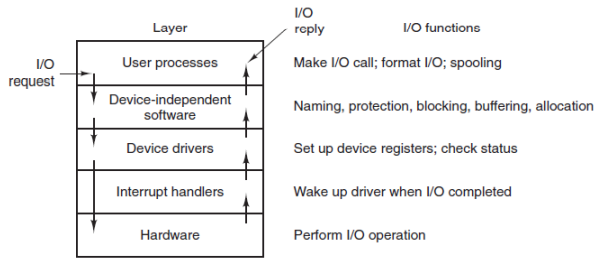 I/O
Layer reply I/O functions
I/O
request
User processes Make I/O call; format I/O; spooling
Device-independent
software
Naming, protection, blocking, buffering, allocation
Device drivers Set up device registers; check status
Interrupt handlers Wake up driver when I/O completed
Hardware Perform I/O operation